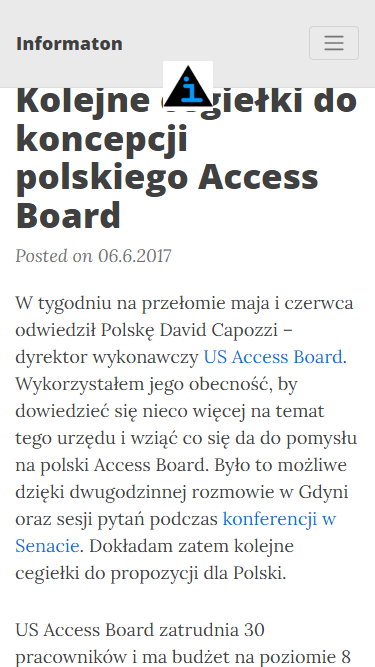 Informaton
Kolejne cegiełki do
koncepcji
polskiego Access
Board
Posted on 06.6.2017
W tygodniu na przełomie maja i czerwca
odwiedził Polskę David Capozzi –
dyrektor wykonawczy US Access Board.
Wykorzystałem jego obecność, by
dowiedzieć się nieco więcej na temat
tego urzędu i wziąć co się da do pomysłu
na polski Access Board. Było to możliwe
dzięki dwugodzinnej rozmowie w Gdyni
oraz sesji pytań podczas konferencji w
Senacie. Dokładam zatem kolejne
cegiełki do propozycji dla Polski.
US Access Board zatrudnia 30
pracowników i ma budżet na poziomie 8